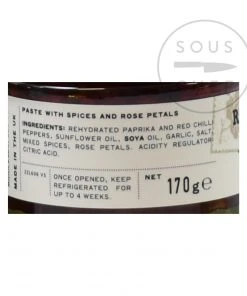 SOUS
PASTE WITH SPICES AND ROSE PETALS
INGREDIENTS: REHYDRATED PAPRIKA AND RED CHILLI
PEPPERS, SUNFLOWER OIL, SOYA OIL, GARLIC, SALT,
MIXED SPICES, ROSE PETALS. ACIDITY REGULATOR:
CITRIC ACID.
MADE IN THE UK
ONCE OPENED, KEEP
REFRIGERATED FOR
UP TO 4 WEEKS.
NET 170g e